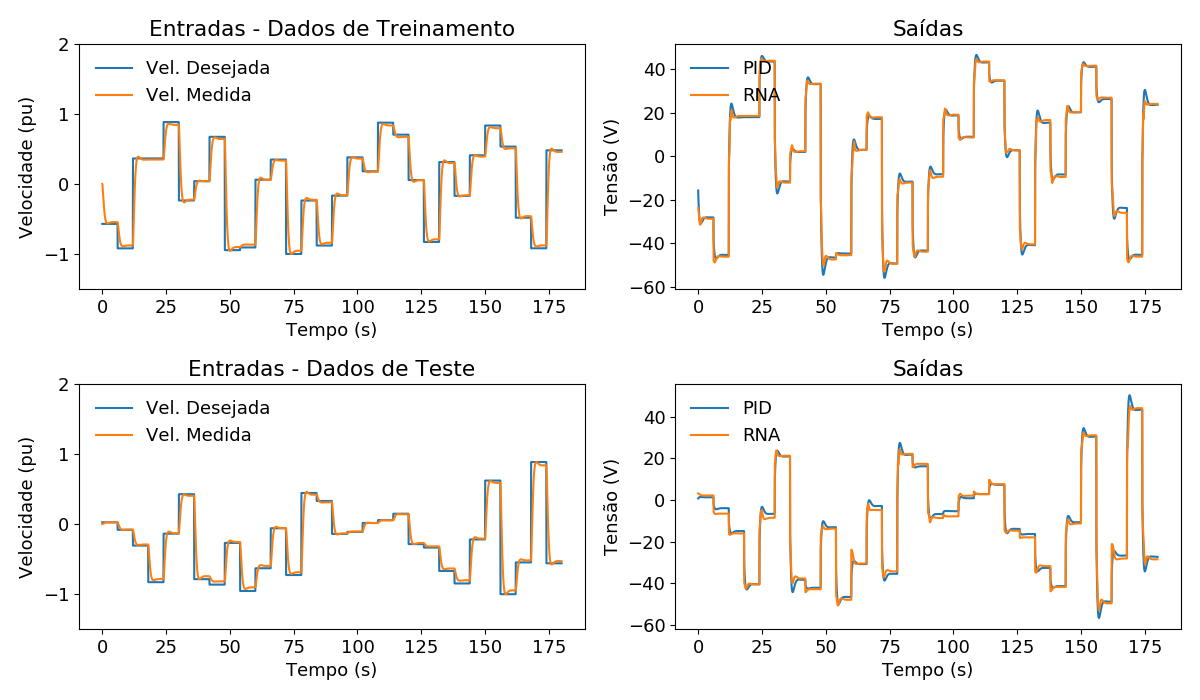 Entradas - Dados de Treinamento
2
1
0
−1
Velocidade (pu)
Vel. Desejada
Vel. Medida
0 25 50 75 100 125 150 175
Tempo (s)
Saídas
40
20
0
−20
−40
−60
Tensão (V)
PID
RNA
0 25 50 75 100 125 150 175
Tempo (s)
Entradas - Dados de Teste
2
1
0
−1
Velocidade (pu)
Vel. Desejada
Vel. Medida
0 25 50 75 100 125 150 175
Tempo (s)
Saídas
40
20
0
−20
−40
−60
Tensão (V)
PID
RNA
0 25 50 75 100 125 150 175
Tempo (s)